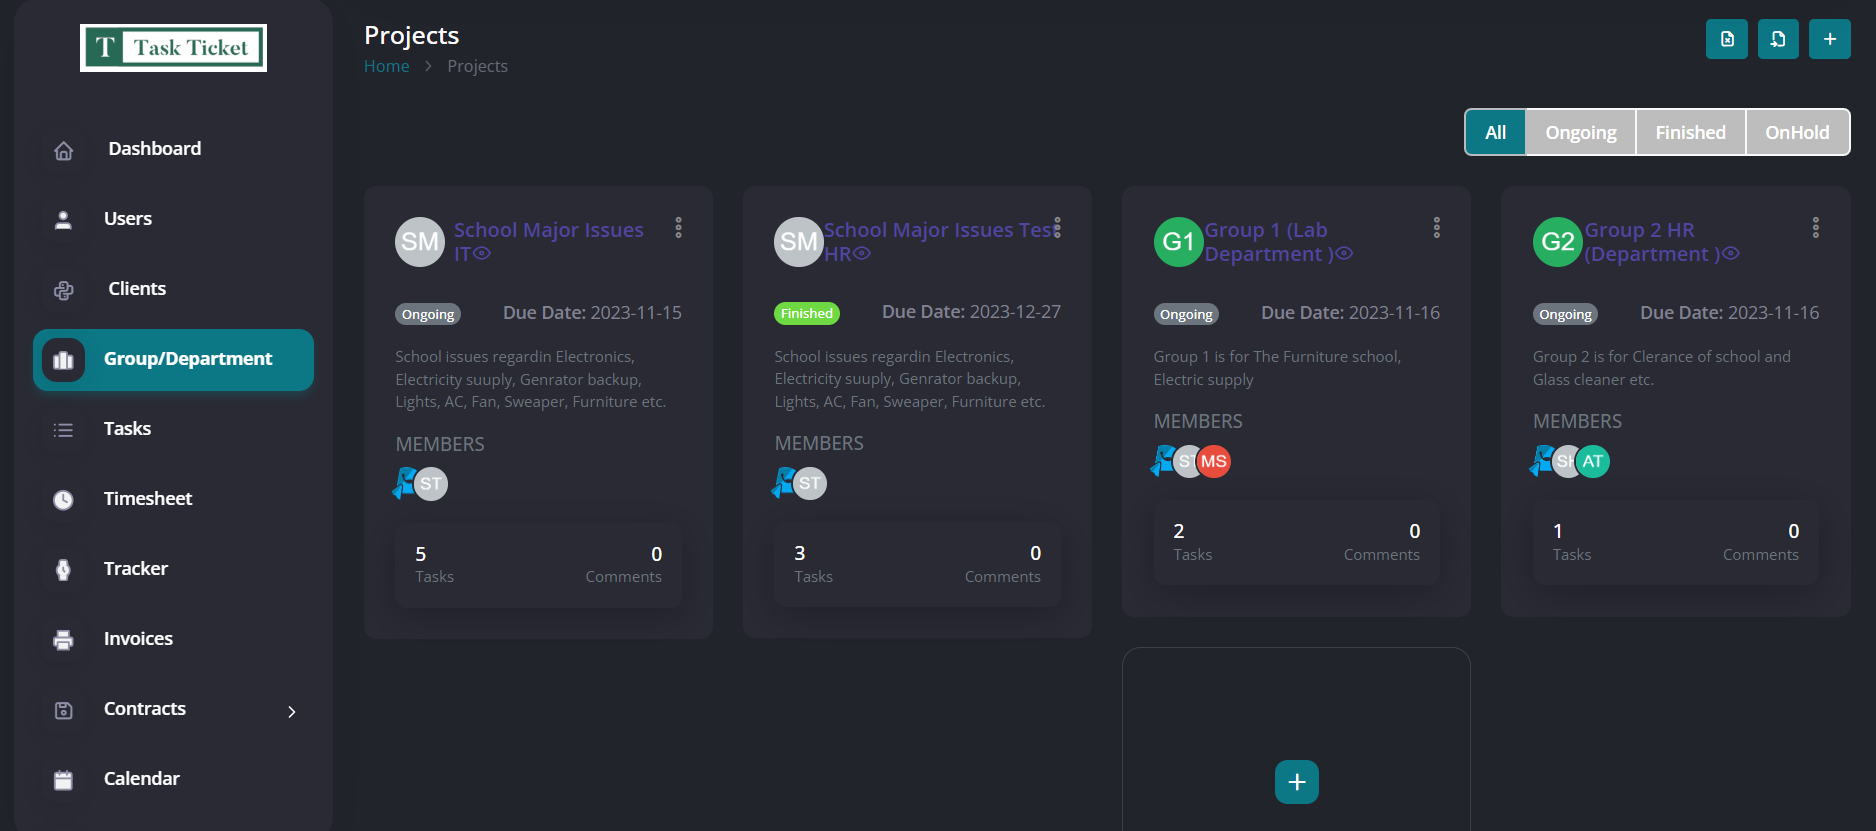 T Task Ticket
Dashboard
Users
Clients
Group/Department
Tasks
Timesheet
Tracker
Invoices
Contracts
Calendar
Projects
Home > Projects
All Ongoing Finished OnHold
SM School Major Issues
IT
Ongoing Due Date: 2023-11-15
School issues regardin Electronics,
Electricity suuply, Genrator backup,
Lights, AC, Fan, Sweaper, Furniture etc.
MEMBERS
ST
5 0
Tasks Comments
SM School Major Issues Test
HR
Finished Due Date: 2023-12-27
School issues regardin Electronics,
Electricity suuply, Genrator backup,
Lights, AC, Fan, Sweaper, Furniture etc.
MEMBERS
ST
3 0
Tasks Comments
G1 Group 1 (Lab
Department )
Ongoing Due Date: 2023-11-16
Group 1 is for The Furniture school,
Electric supply
MEMBERS
MS
2 0
Tasks Comments
G2 Group 2 HR
(Department )
Ongoing Due Date: 2023-11-16
Group 2 is for Clerance of school and
Glass cleaner etc.
MEMBERS
AT
1 0
Tasks Comments